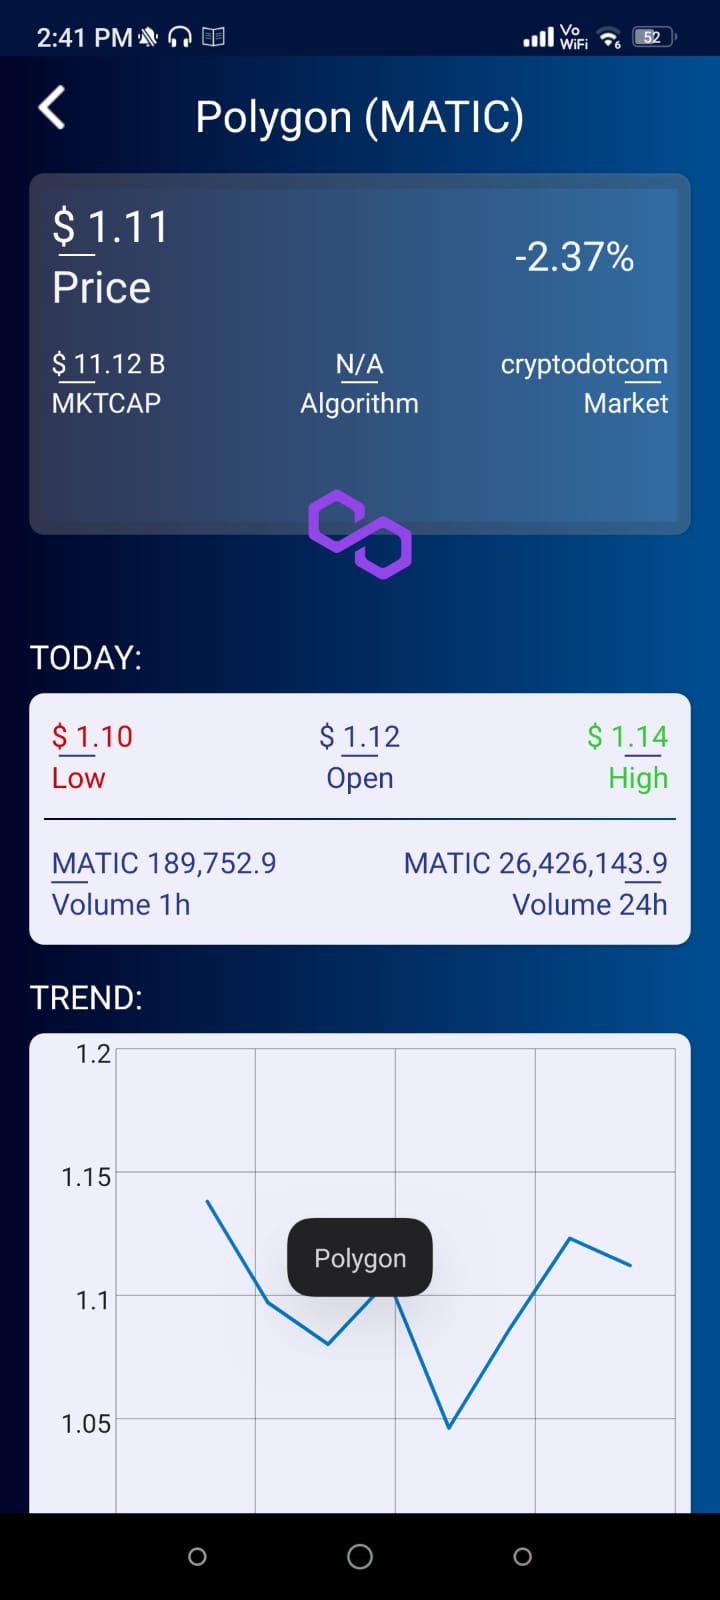 2:41 PM
Vo
WiFi 6
52
Polygon (MATIC)
$ 1.11
-2.37%
Price
$ 11.12 B N/A cryptodotcom
MKTCAP Algorithm Market
TODAY:
$ 1.10 $ 1.12 $ 1.14
Low Open High
MATIC 189,752.9 MATIC 26,426,143.9
Volume 1h Volume 24h
TREND:
1.2
1.15
Polygon
1.1
1.05